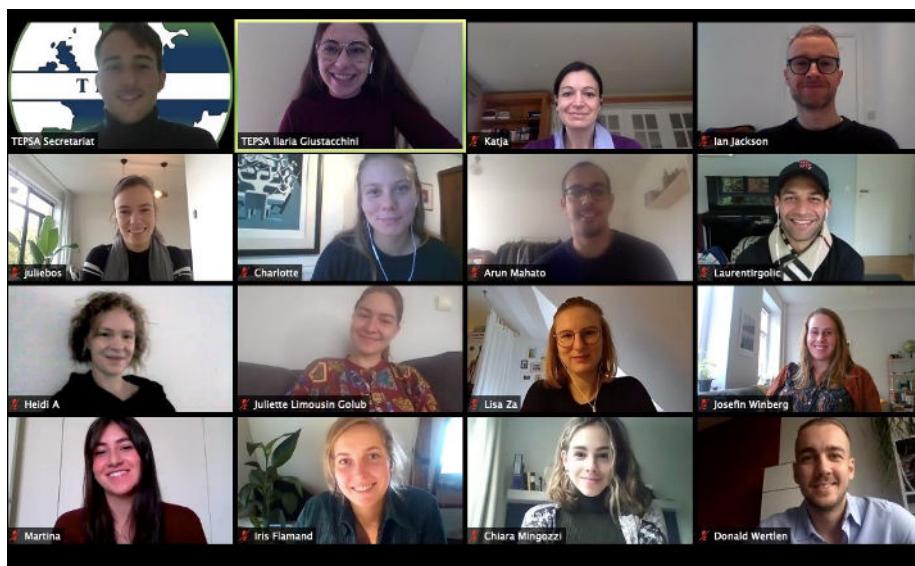 TEPSA Secretariat
TEPSA Ilaria Giustacchini
Katja
Ian Jackson
juliebos
Charlotte
Arun Mahato
Laurentirgolic
Heidi A
Juliette Limousin Golub
Lisa Za
Josefin Winberg
Martina
Iris Flamand
Chiara Mingozzi
Donald Wertlen